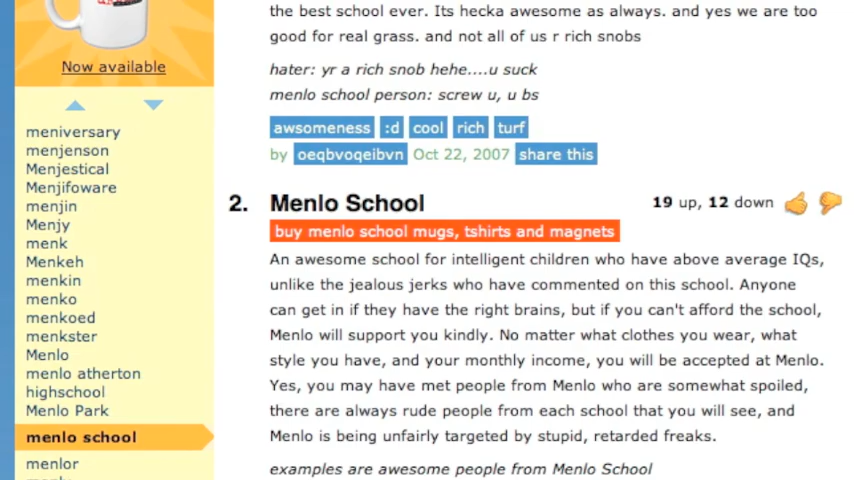 Now available
meniversary
menjenson
Menjestical
Menjifoware
menjin
Menjy
menk
Menkeh
menkin
menko
menkoed
menkster
Menlo
menlo atherton
highschool
Menlo Park
menlo school
menlor
the best school ever. Its hecka awesome as always. and yes we are too
good for real grass. and not all of us r rich snobs
hater: yr a rich snob hehe....u suck
menlo school person: screw u, u bs
awsomeness :d cool rich turf
by oeqbvoqeibvn Oct 22, 2007 share this
2. Menlo School 19 up, 12 down
buy menlo school mugs, tshirts and magnets
An awesome school for intelligent children who have above average IQs,
unlike the jealous jerks who have commented on this school. Anyone
can get in if they have the right brains, but if you can't afford the school,
Menlo will support you kindly. No matter what clothes you wear, what
style you have, and your monthly income, you will be accepted at Menlo.
Yes, you may have met people from Menlo who are somewhat spoiled,
there are always rude people from each school that you will see, and
Menlo is being unfairly targeted by stupid, retarded freaks.
examples are awesome people from Menlo School